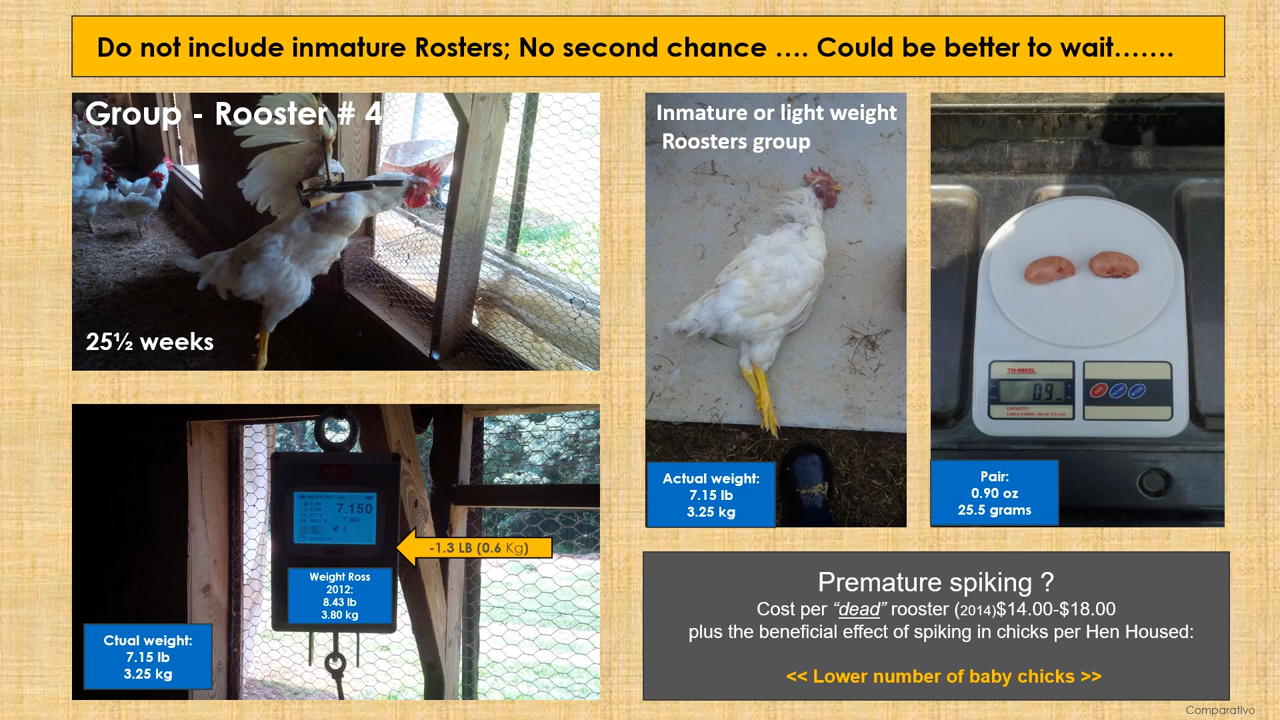 Do not include inmature Rosters; No second chance .... Could be better to wait.......
Group - Rooster # 4
25½ weeks
Inmature or light weight
Roosters group
Actual weight:
7.15 lb
3.25 kg
0.9
Pair:
0.90 oz
25.5 grams
7.150
-1.3 LB (0.6 Kg)
Weight Ross
2012:
8.43 lb
3.80 kg
Ctual weight:
7.15 lb
3.25 kg
Premature spiking ?
Cost per “dead” rooster (2014)$14.00-$18.00
plus the beneficial effect of spiking in chicks per Hen Housed:
<< Lower number of baby chicks >>
Comparativo